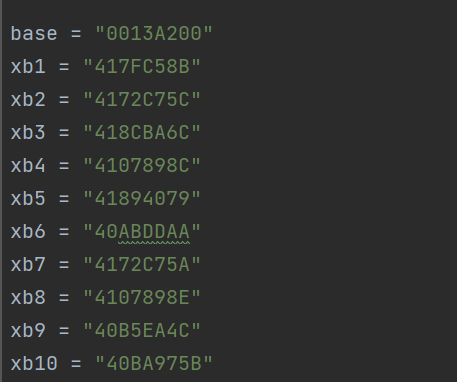 base = "0013A200"
xb1 = "417FC58B"
xb2 = "4172C75C"
xb3 = "418CBA6C"
xb4 = "4107898C"
xb5 = "41894079"
xb6 = "40ABDDAA"
xb7 = "4172C75A"
xb8 = "4107898E"
xb9 = "40B5EA4C"
xb10 = "40BA975B"